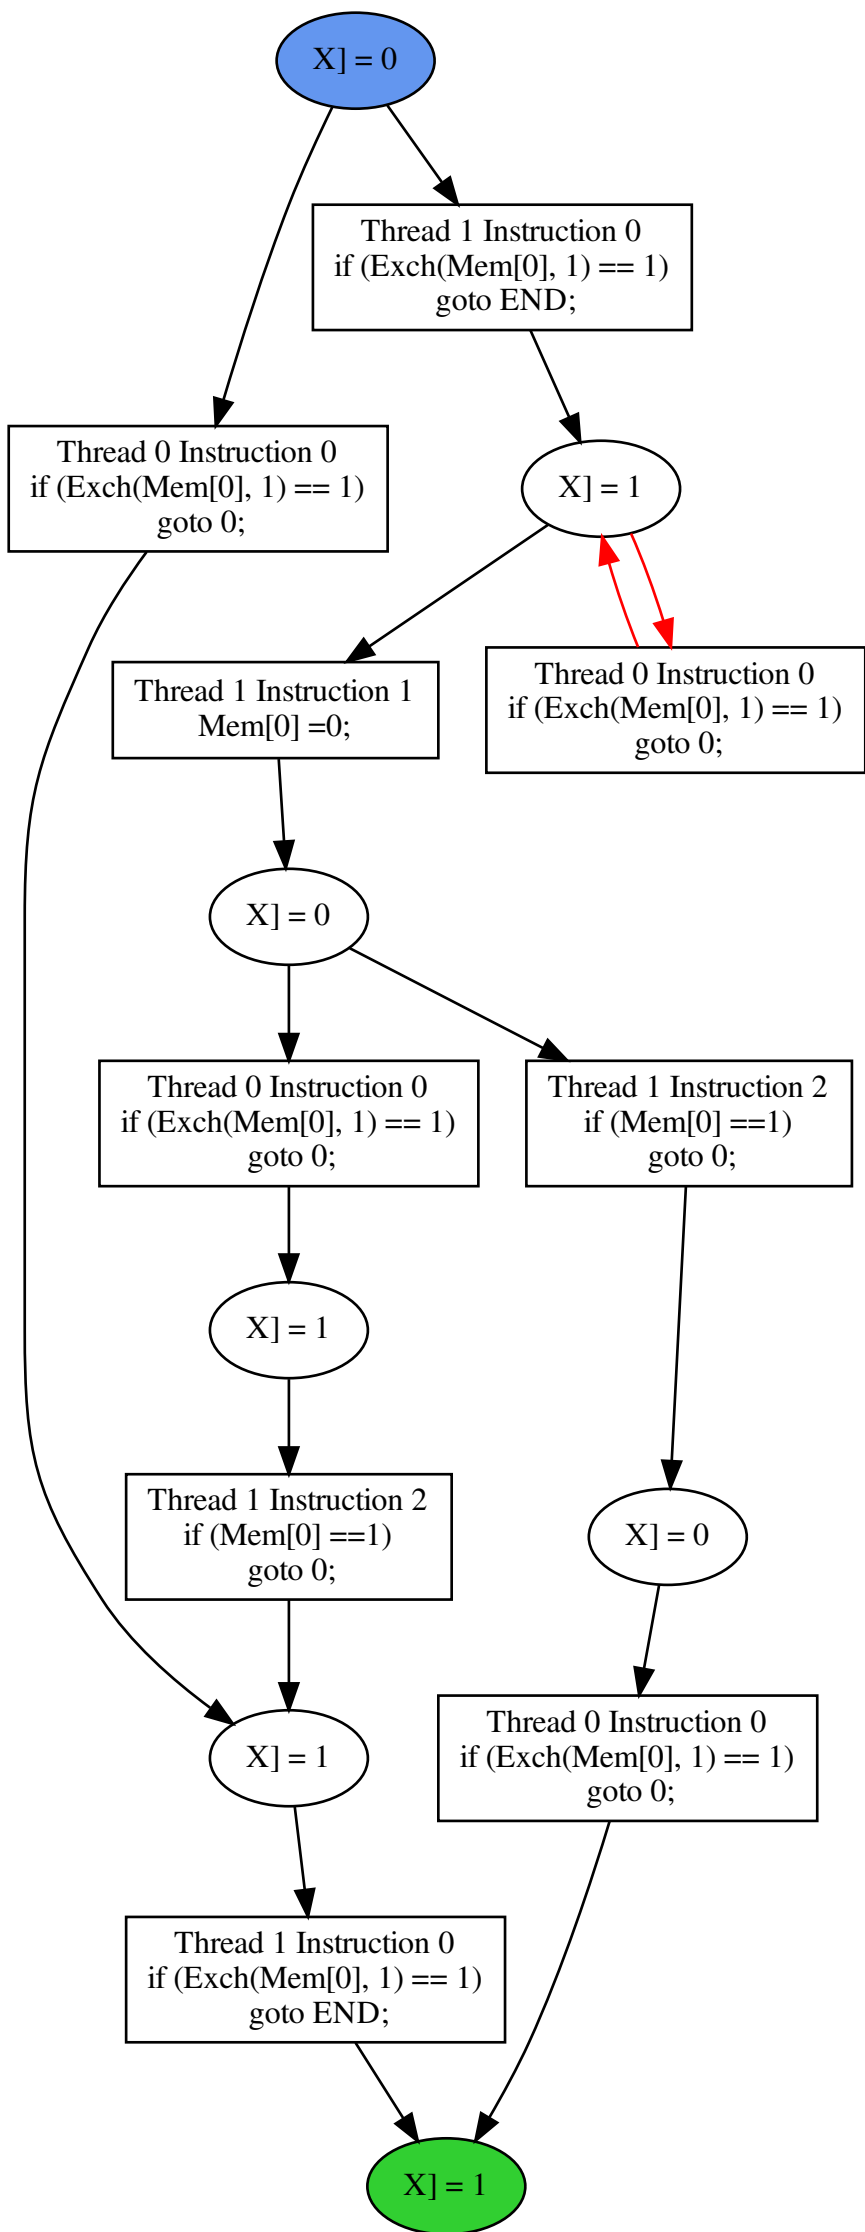 X] = 0
Thread 1 Instruction 0
if (Exch(Mem[0], 1) == 1)
goto END;
Thread 0 Instruction 0
if (Exch(Mem[0], 1) == 1)
goto 0;
X] = 1
Thread 1 Instruction 1
Mem[0] =0;
Thread 0 Instruction 0
if (Exch(Mem[0], 1) == 1)
goto 0;
X] = 0
Thread 0 Instruction 0
if (Exch(Mem[0], 1) == 1)
goto 0;
Thread 1 Instruction 2
if (Mem[0] ==1)
goto 0;
X] = 1
Thread 1 Instruction 2
if (Mem[0] ==1)
goto 0;
X] = 0
Thread 0 Instruction 0
if (Exch(Mem[0], 1) == 1)
goto 0;
X] = 1
Thread 1 Instruction 0
if (Exch(Mem[0], 1) == 1)
goto END;
X] = 1